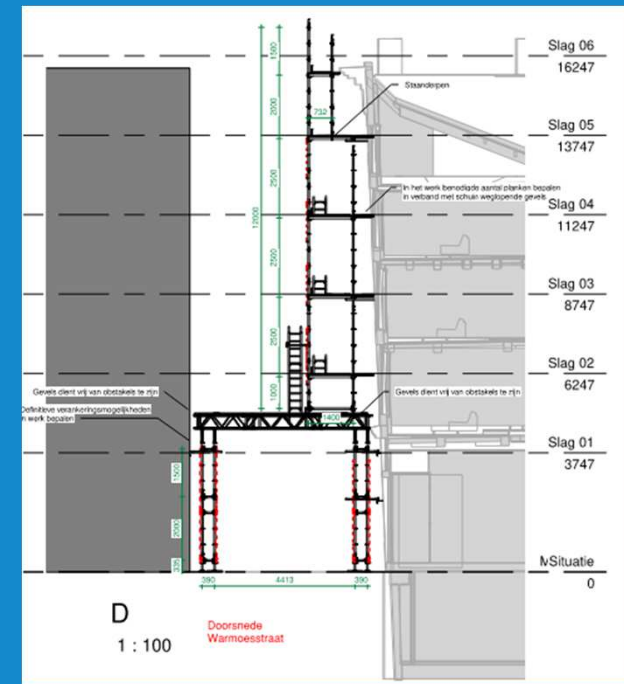 Slag 06
16247
1500
Staanderpen
2000
732
Slag 05
13747
2500
In het werk benodigde aantal planken bepalen
in verband met schuin weglopende gevels
12000
Slag 04
11247
2500
Slag 03
8747
2500
Slag 02
6247
1000
Gevels dient vrij van obstakels te zijn
Gevels dient vrij van obstakels te zijn
Definitieve verankeringsmogelijkheden
in werk bepalen
1400
Slag 01
3747
1500
2000
335
MSituatie
0
390
4413
390
D
1 : 100
Doorsnede
Warmoesstraat